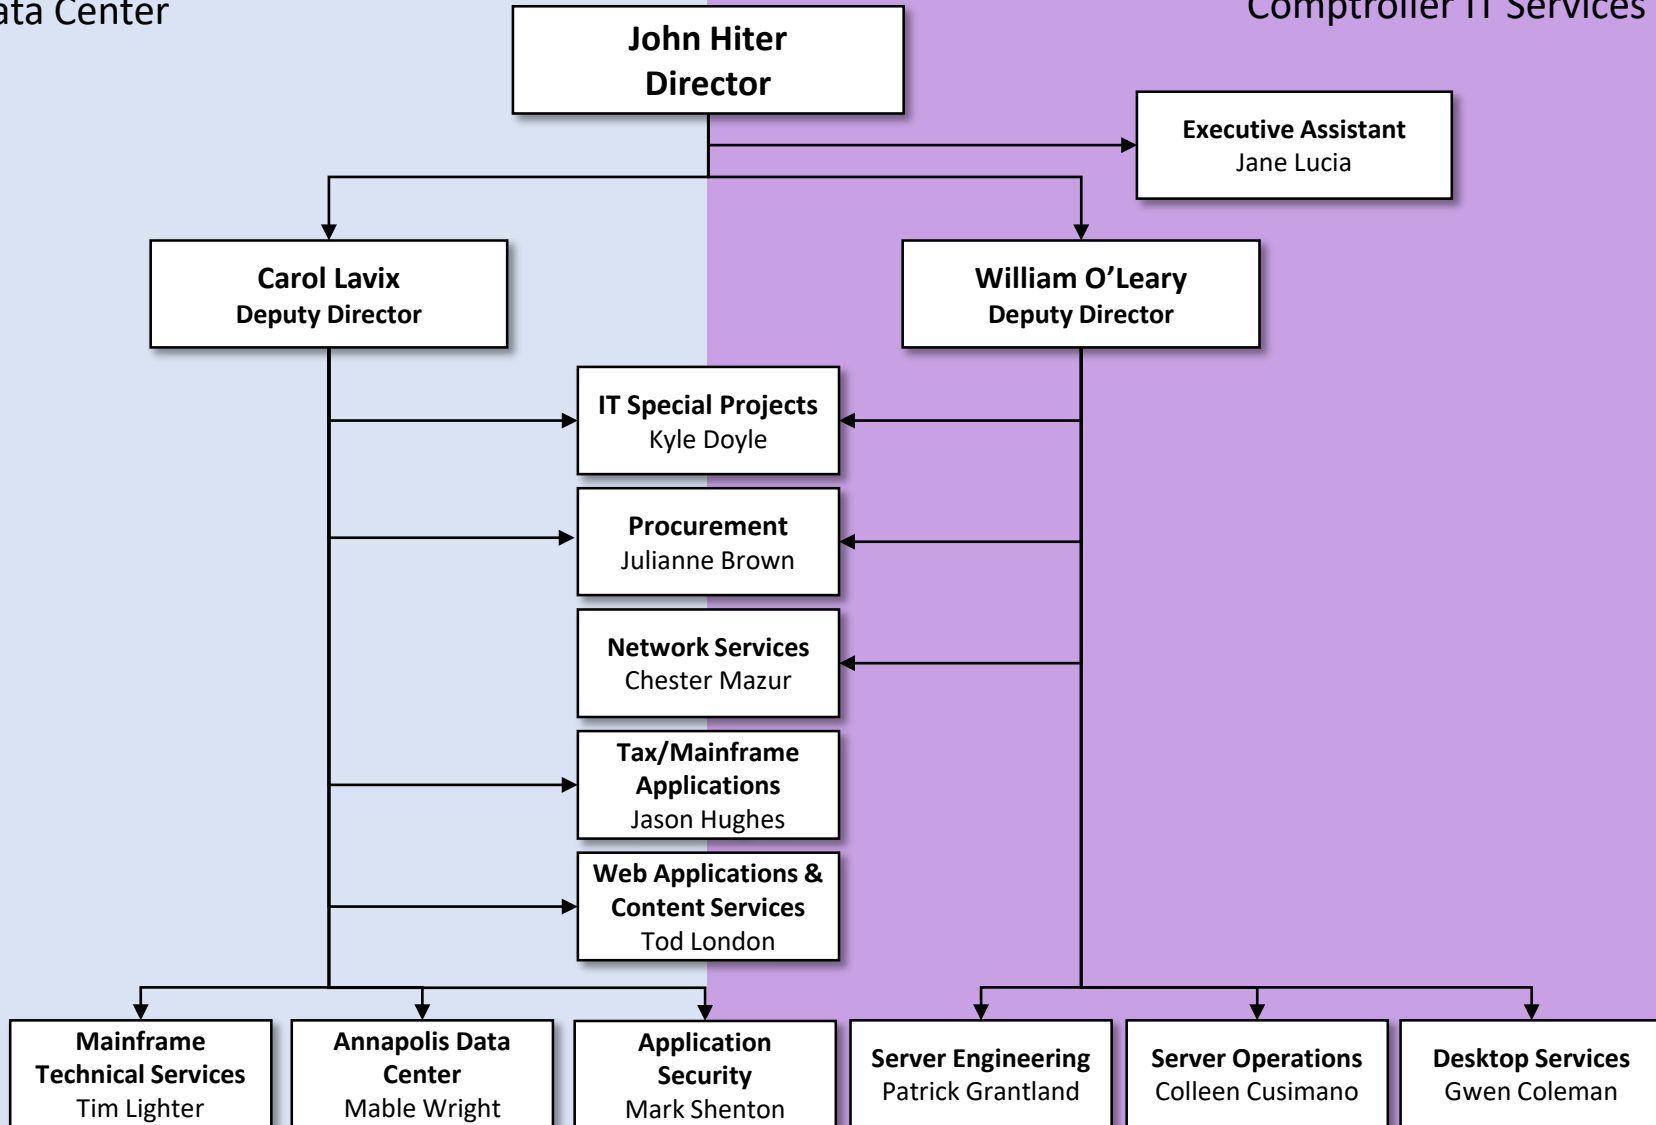 Center
Comptroller IT Services
John Hiter
Director
Executive Assistant
Jane Lucia
Carol Lavix
Deputy Director
William O’Leary
Deputy Director
IT Special Projects
Kyle Doyle
Procurement
Julianne Brown
Network Services
Chester Mazur
Tax/Mainframe
Applications
Jason Hughes
Web Applications &
Content Services
Tod London
Mainframe
Technical Services
Tim Lighter
Annapolis Data
Center
Mable Wright
Application
Security
Mark Shenton
Server Engineering
Patrick Grantland
Server Operations
Colleen Cusimano
Desktop Services
Gwen Coleman